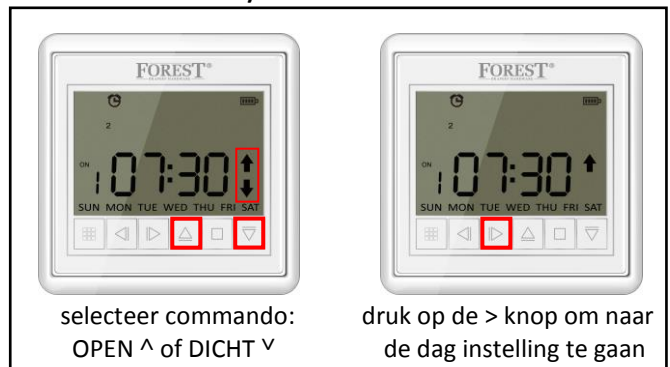 FOREST®
2
ON
1 07:30
SUN MON TUE WED THU FRI SAT
selecteer commando:
OPEN ^ of DICHT ˅
FOREST®
2
ON
1 07:30
SUN MON TUE WED THU FRI SAT
druk op de > knop om naar
de dag instelling te gaan